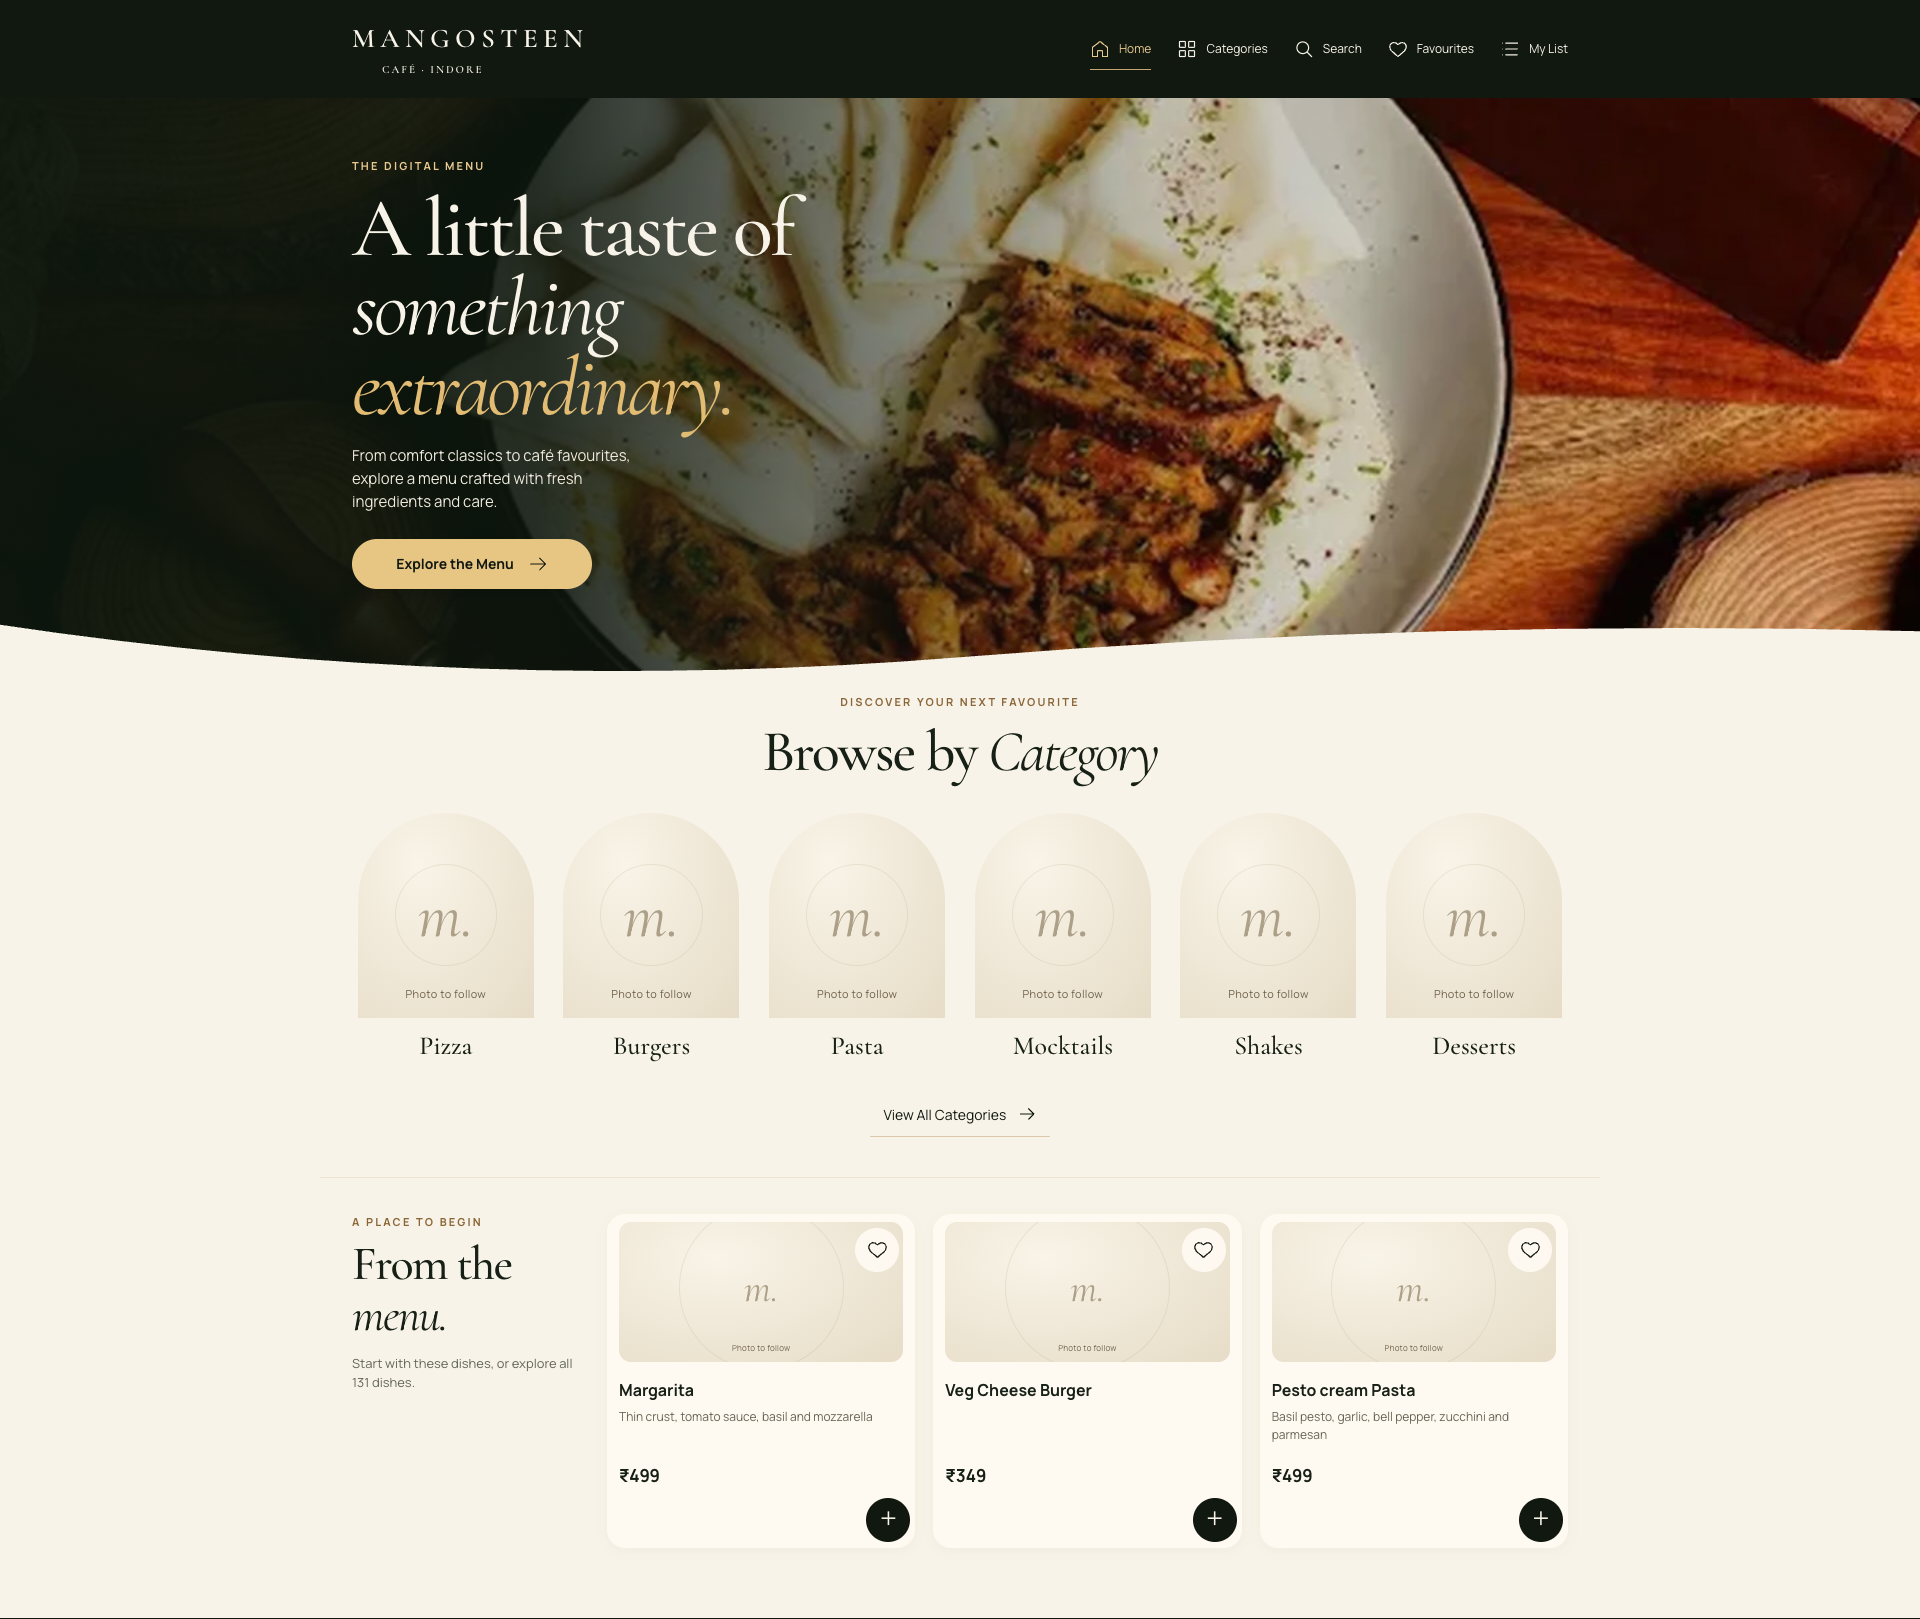 MANGOSTEEN
CAFÉ · INDORE
Home
Categories
Search
Favourites
My List
THE DIGITAL MENU
A little taste of
something
extraordinary.
From comfort classics to café favourites,
explore a menu crafted with fresh
ingredients and care.
Explore the Menu
DISCOVER YOUR NEXT FAVOURITE
Browse by Category
m.
Photo to follow
Pizza
m.
Photo to follow
Burgers
m.
Photo to follow
Pasta
m.
Photo to follow
Mocktails
m.
Photo to follow
Shakes
m.
Photo to follow
Desserts
View All Categories
A PLACE TO BEGIN
From the
menu.
Start with these dishes, or explore all
131 dishes.
m.
Photo to follow
Margarita
Thin crust, tomato sauce, basil and mozzarella
₹499
m.
Photo to follow
Veg Cheese Burger
₹349
m.
Photo to follow
Pesto cream Pasta
Basil pesto, garlic, bell pepper, zucchini and
parmesan
₹499